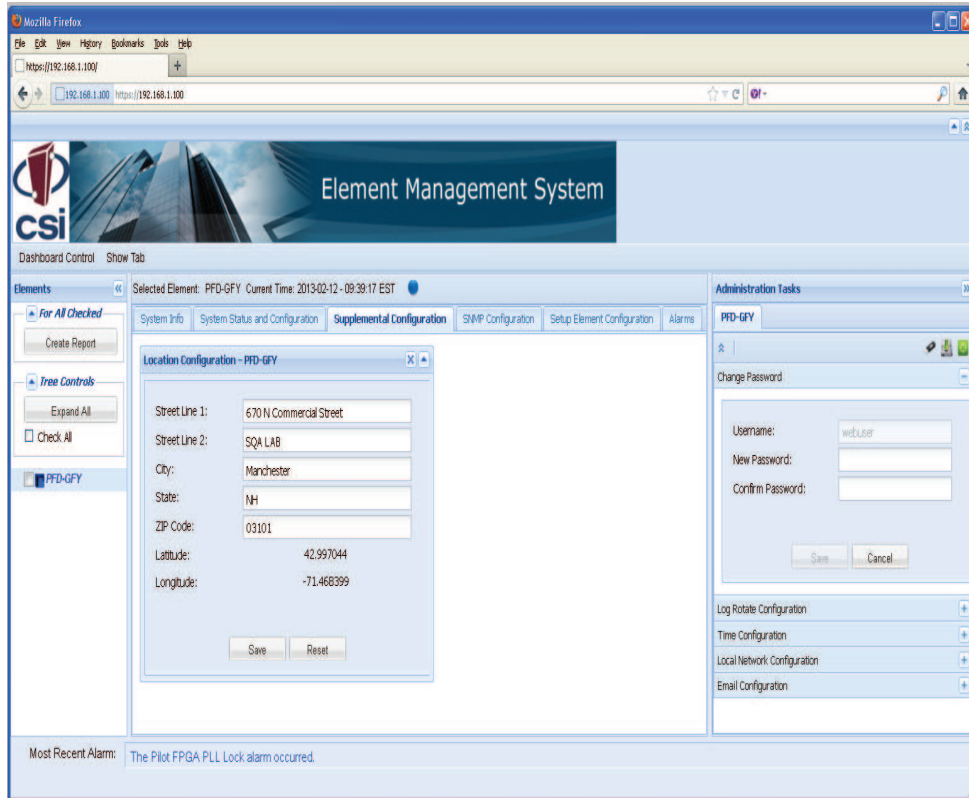 Mozilla Firefox
File Edit View History Bookmarks Tools Help
https://192.168.1.100/ +
192.168.1.100 https://192.168.1.100
csi
Element Management System
Dashboard Control Show Tab
Elements
For All Checked
Create Report
Tree Controls
Expand All
Check All
PFD-GFY
Selected Element: PFD-GFY Current Time: 2013-02-12 - 09:39:17 EST
System Info System Status and Configuration Supplemental Configuration SNMP Configuration Setup Element Configuration Alarms
Location Configuration - PFD-GFY
Street Line 1: 670 N Commercial Street
Street Line 2: SQA LAB
City: Manchester
State: NH
ZIP Code: 03101
Latitude: 42.997044
Longitude: -71.468399
Save Reset
Administration Tasks
PFD-GFY
Change Password
Username: webuser
New Password:
Confirm Password:
Save Cancel
Log Rotate Configuration
Time Configuration
Local Network Configuration
Email Configuration
Most Recent Alarm: The Pilot FPGA PLL Lock alarm occurred.